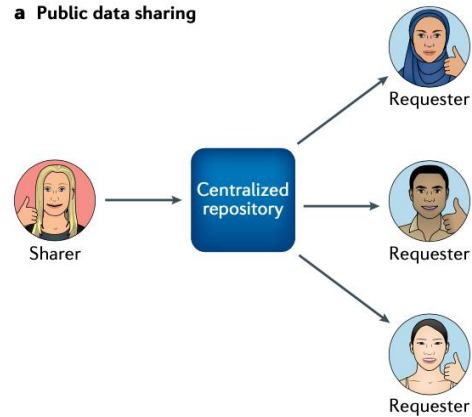 a Public data sharing
Requester
Centralized
repository
Sharer
Requester
Requester